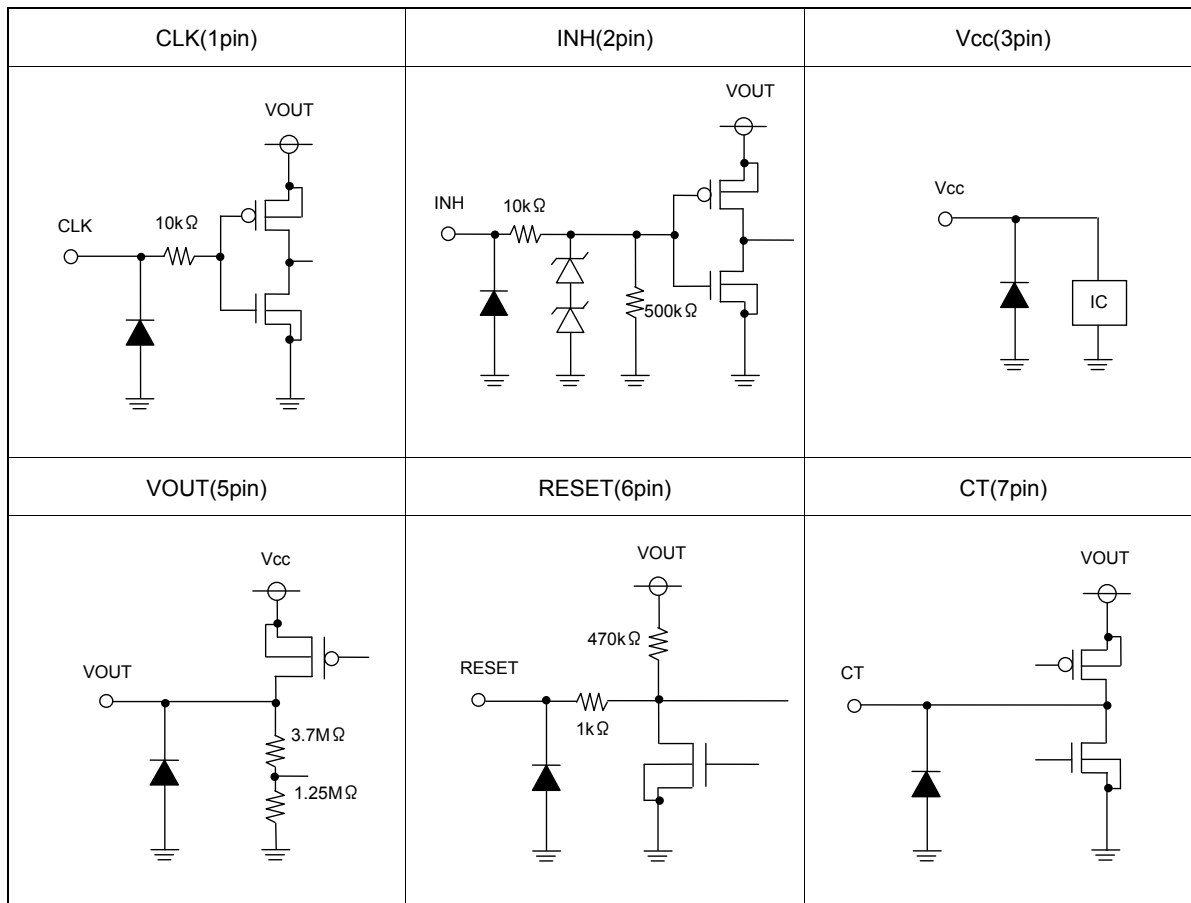 CLK(1pin)
INH(2pin)
Vcc(3pin)
VOUT
CLK
10kΩ
VOUT
INH
10kΩ
500kΩ
Vcc
IC
VOUT(5pin)
RESET(6pin)
CT(7pin)
Vcc
VOUT
3.7MΩ
1.25MΩ
VOUT
470kΩ
RESET
1kΩ
VOUT
CT